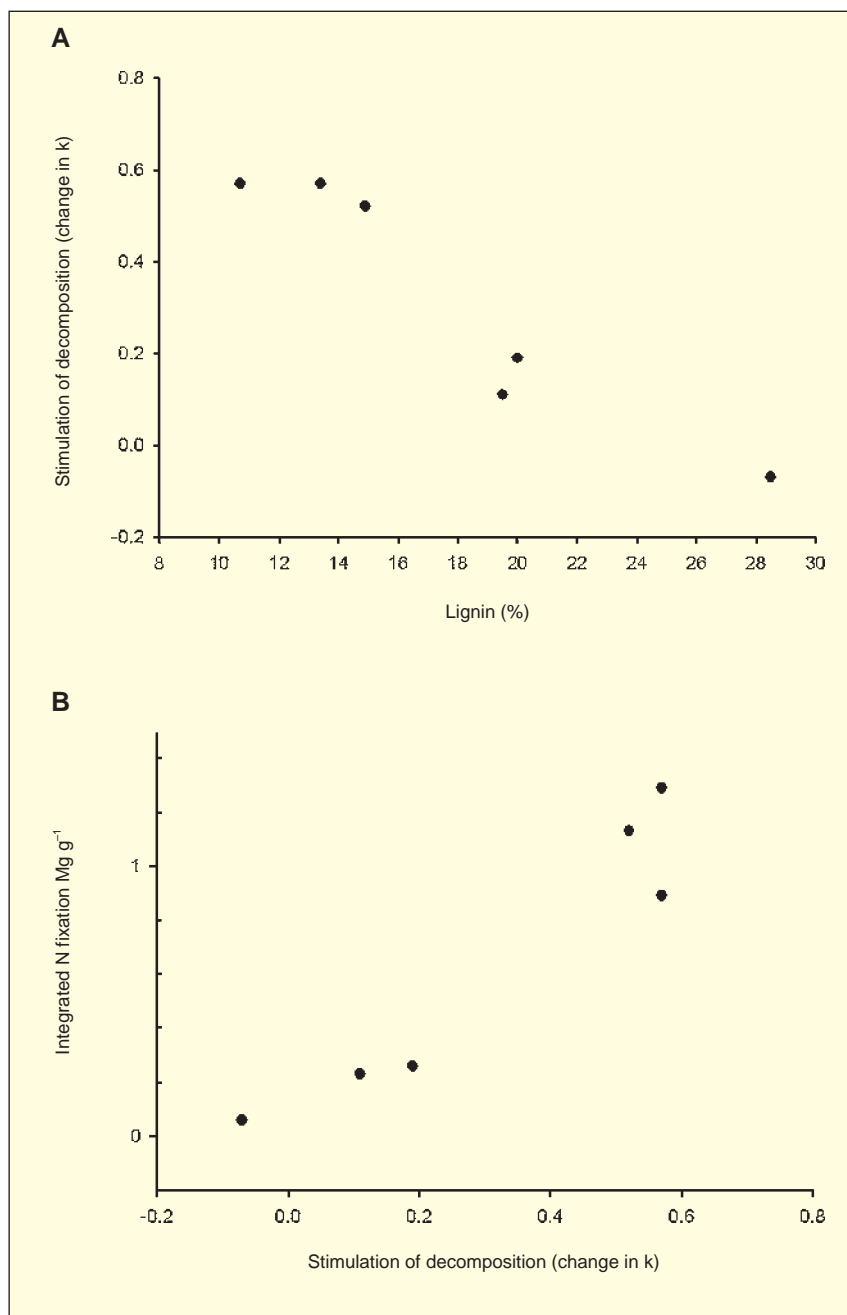 A
Stimulation of decomposition (change in k)
0.8
0.6
0.4
0.2
0.0
-0.2
8 10 12 14 16 18 20 22 24 26 28 30
Lignin (%)
B
Integrated N fixation Mg g⁻¹
1
0
-0.2 0.0 0.2 0.4 0.6 0.8
Stimulation of decomposition (change in k)